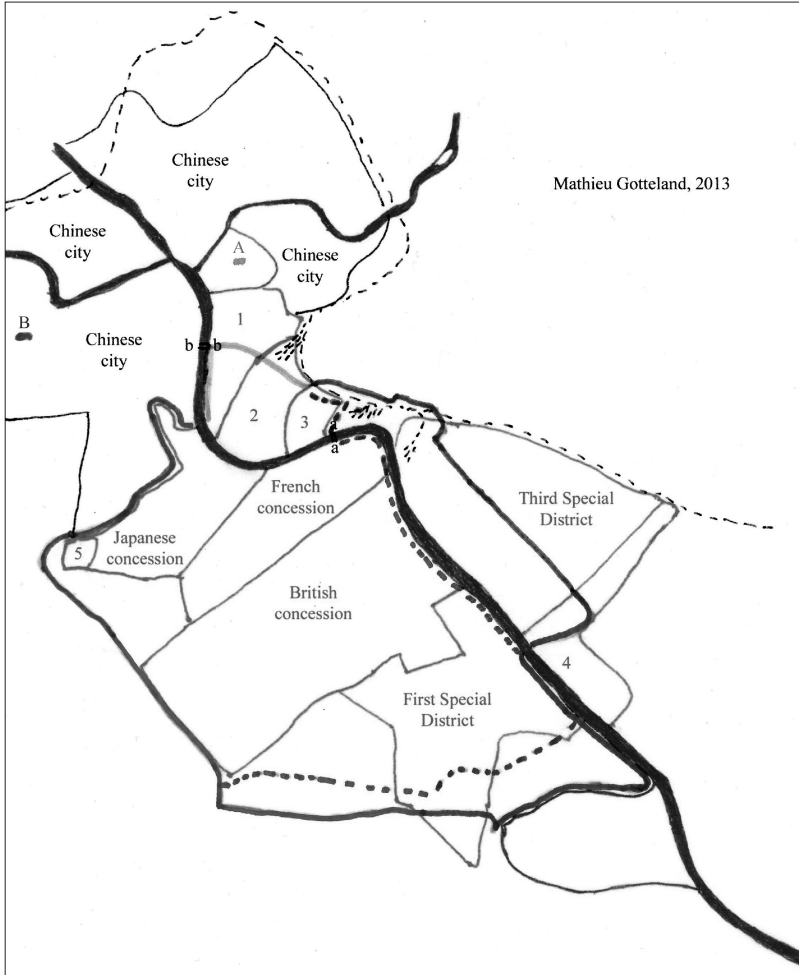 Chinese
city
Mathieu Gotteland, 2013
Chinese
city
A
Chinese
city
B
1
b
b
Chinese
city
2
3
a
a
French
concession
Third Special
District
5
Japanese
concession
British
concession
4
First Special
District